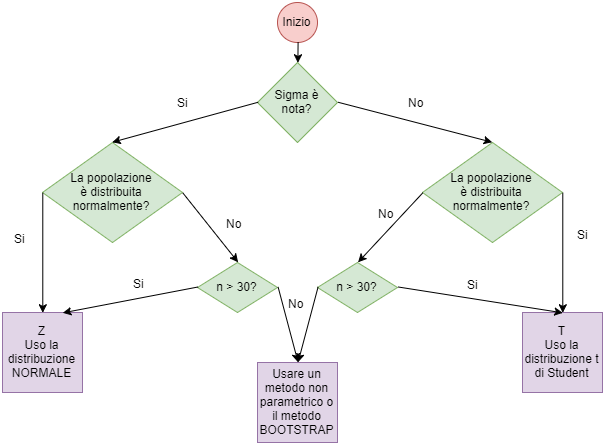 Inizio
Sigma è
nota?
Si
No
La popolazione
è distribuita
normalmente?
La popolazione
è distribuita
normalmente?
No
No
Si
Si
n > 30?
n > 30?
Si
Si
No
Z
Uso la
distribuzione
NORMALE
T
Uso la
distribuzione t
di Student
Usare un
metodo non
parametrico o
il metodo
BOOTSTRAP